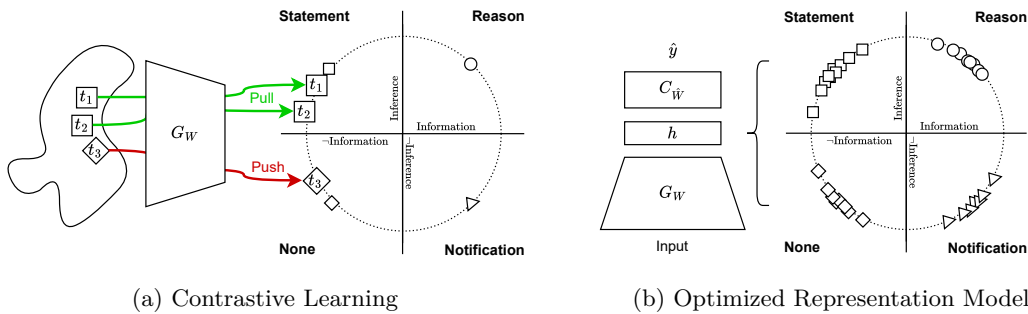 Statement
Reason
t₁
t₂
t₃
G_W
Pull
Push
t₁
t₂
t₃
Inference
Information
¬Information
¬Inference
None
Notification
(a) Contrastive Learning
ŷ
C_Ŵ
h
G_W
Input
Statement
Reason
Inference
Information
¬Information
¬Inference
None
Notification
(b) Optimized Representation Model